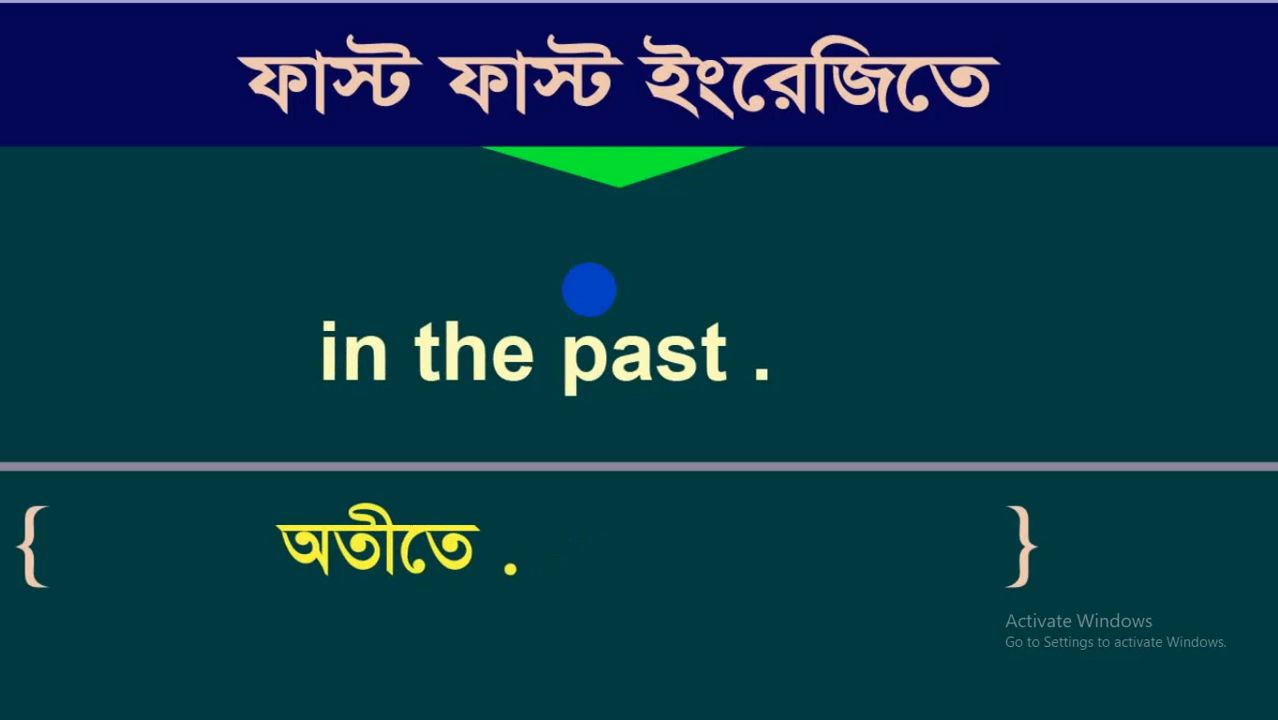 ফাস্ট ফাস্ট ইংরেজিতে
in the past .
{ অতীতে . }
Activate Windows
Go to Settings to activate Windows.